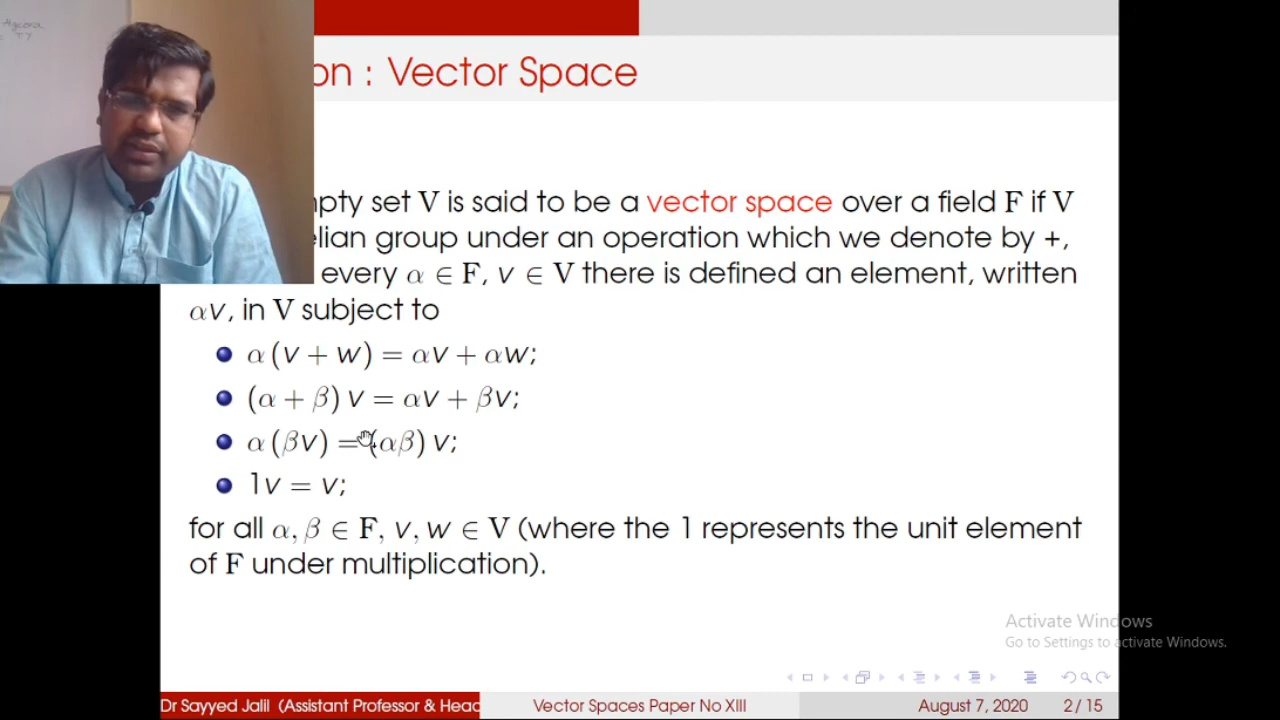 Algebra
T.Y
on : Vector Space
npty set V is said to be a vector space over a field F if V
elian group under an operation which we denote by +,
every α ∈ F, v ∈ V there is defined an element, written
αv, in V subject to
α (v + w) = αv + αw;
(α + β) v = αv + βv;
α (βv) = (αβ) v;
1v = v;
for all α, β ∈ F, v, w ∈ V (where the 1 represents the unit element
of F under multiplication).
Activate Windows
Go to Settings to activate Windows.
Dr Sayyed Jalil (Assistant Professor & Head Vector Spaces Paper No XIII August 7, 2020 2 / 15